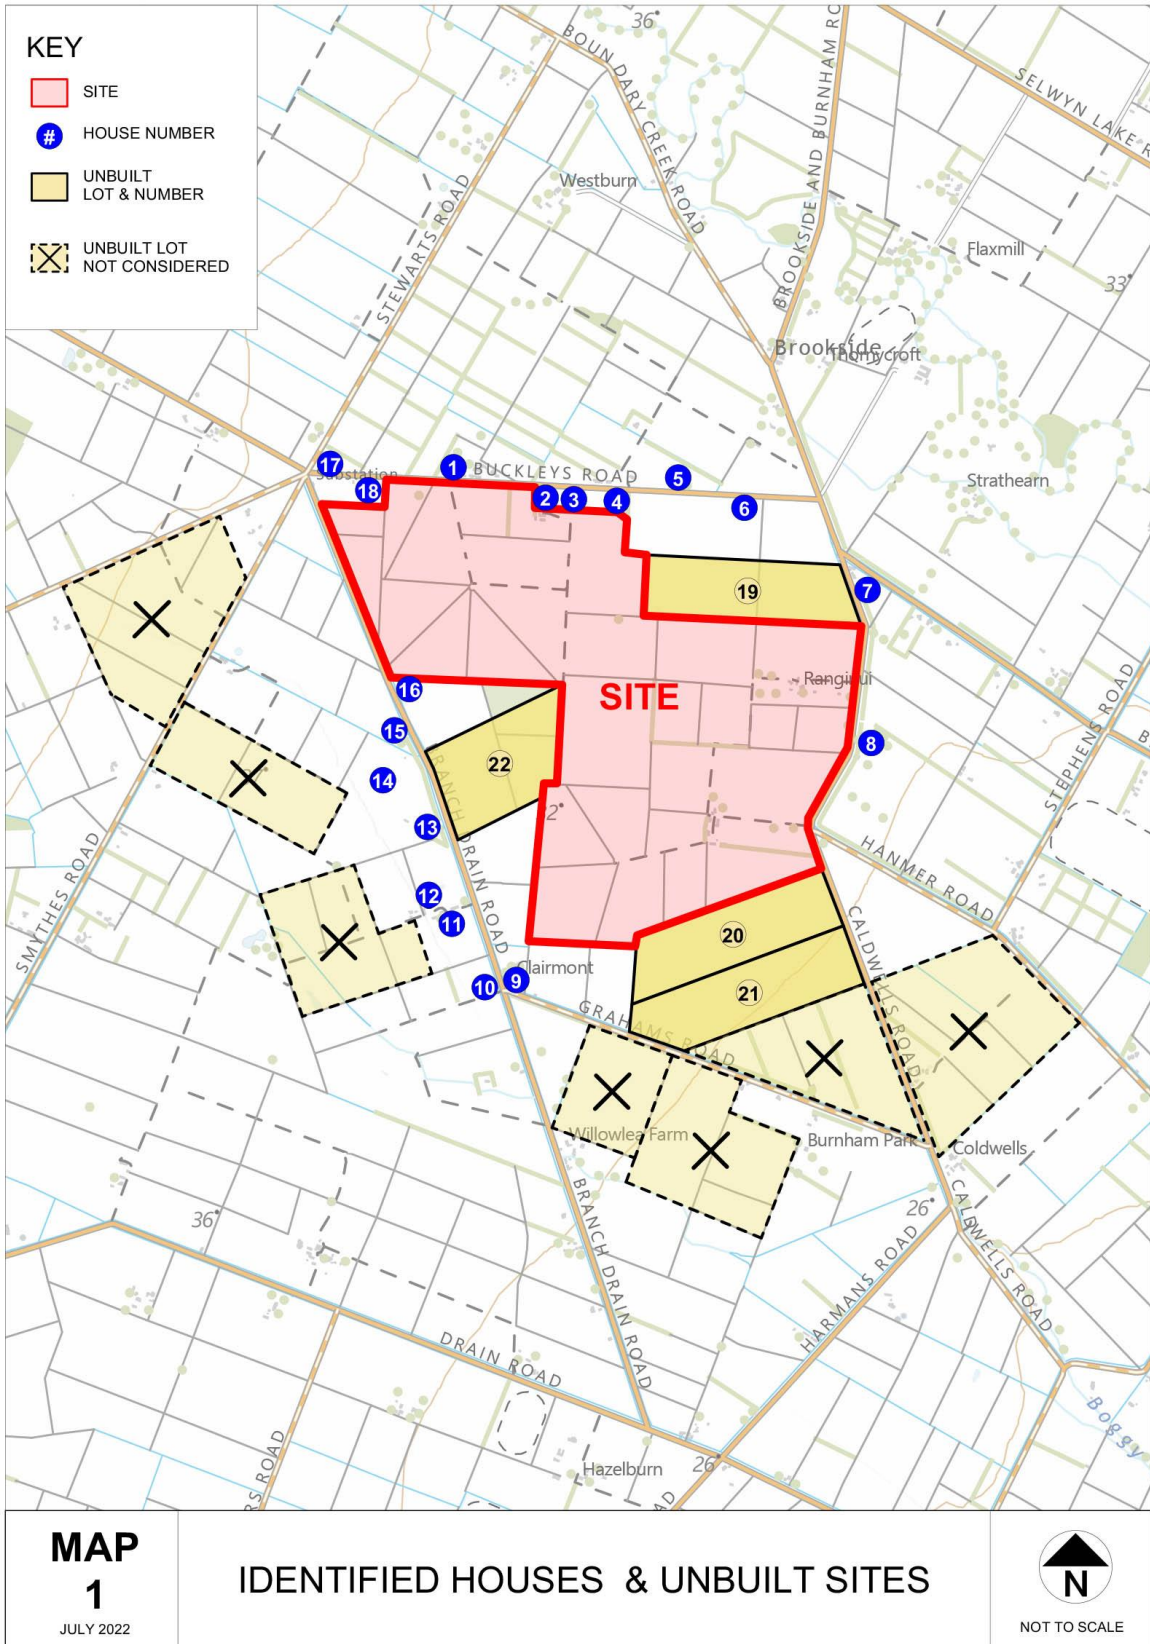 KEY
SITE
#
HOUSE NUMBER
UNBUILT
LOT & NUMBER
UNBUILT LOT
NOT CONSIDERED
36
BOUNDARY CREEK ROAD
BROOKSIDE AND BURNHAM RO
SELWYN LAKE R
Westburn
STEWARTS ROAD
Flaxmill
33
Brookside
Thornycroft
17
Substation
18
1
BUCKLEYS ROAD
5
2
3
4
6
Strathearn
19
7
16
SITE
Rangitui
15
8
22
14
STEPHENS ROAD
B
13
BRANCH DRAIN ROAD
HANMER ROAD
12
11
SMYTHES ROAD
20
CALDWELLS ROAD
Clairmont
10
9
21
GRAHAMS ROAD
Willowlea Farm
Burnham Park
Coldwells
36
26
BRANCH DRAIN ROAD
CALDWELLS ROAD
HARMANS ROAD
DRAIN ROAD
Boggy
RS ROAD
Hazelburn
26
AD
MAP
1
JULY 2022
IDENTIFIED HOUSES & UNBUILT SITES
N
NOT TO SCALE